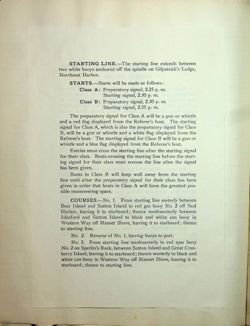 STARTING LINE.—The starting line extends between
two white buoys anchored off the spindle on Gilpatrick's Ledge,
Northeast Harbor.
STARTS.—Starts will be made as follows:
Class A: Preparatory signal, 2.25 p. m.
Starting signal, 2.30 p. m.
Class B: Preparatory signal, 2.30 p. m.
Starting signal, 2.35 p. m.
The preparatory signal for Class A will be a gun or whistle
and a red flag displayed from the Referee's boat. The starting
signal for Class A, which is also the preparatory signal for Class
B, will be a gun or whistle and a white flag displayed from the
Referee's boat. The starting signal for Class B will be a gun or
whistle and a blue flag displayed from the Referee's boat.
Entries must cross the starting line after the starting signal
for their class. Boats crossing the starting line before the start-
ing signal for their class must recross the line after the signal
has been given.
Boats in Class B will keep well away from the starting
line until after the preparatory signal for their class has been
given in order that boats in Class A will have the greatest pos-
sible maneuvering space.
COURSES.—No. 1. From starting line easterly between
Bear Island and Sutton Island to red gas buoy No. 2 off Seal
Harbor, leaving it to starboard; thence southwesterly between
Islesford and Sutton Island to black and white can buoy in
Western Way off Manset Shore, leaving it to starboard; thence
to starting line.
No. 2. Reverse of No. 1, leaving buoys to port.
No. 3. From starting line southeasterly to red spar buoy
No. 2 on Spurlin's Rock, between Sutton Island and Great Cran-
berry Island, leaving it to starboard; thence westerly to black and
white can buoy in Western Way off Manset Shore, leaving it to
starboard; thence to starting line.